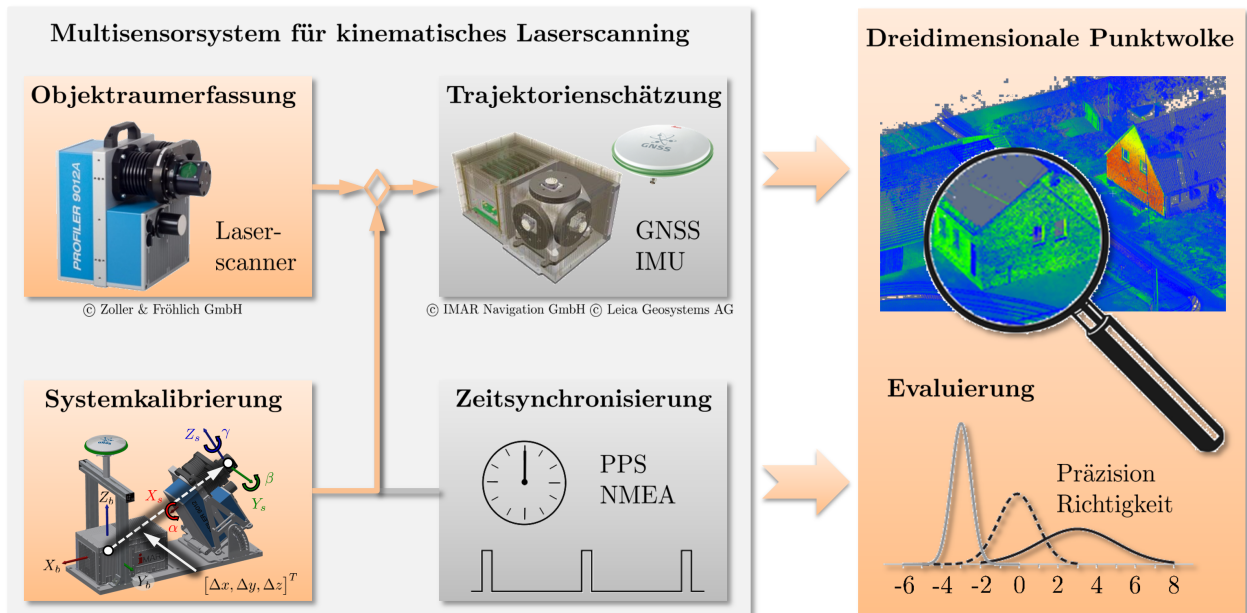 Multisensorsystem für kinematisches Laserscanning
Objektraumerfassung
PROFILER 9012A
Laser-
scanner
© Zoller & Fröhlich GmbH
Trajektorienschätzung
GNSS
GNSS
IMU
© IMAR Navigation GmbH © Leica Geosystems AG
Systemkalibrierung
Z_s γ
β
Y_s
X_s
α
Z_b
X_b
Y_b
[Δx, Δy, Δz]^T
Zeitsynchronisierung
PPS
NMEA
Dreidimensionale Punktwolke
Evaluierung
Präzision
Richtigkeit
-6 -4 -2 0 2 4 6 8